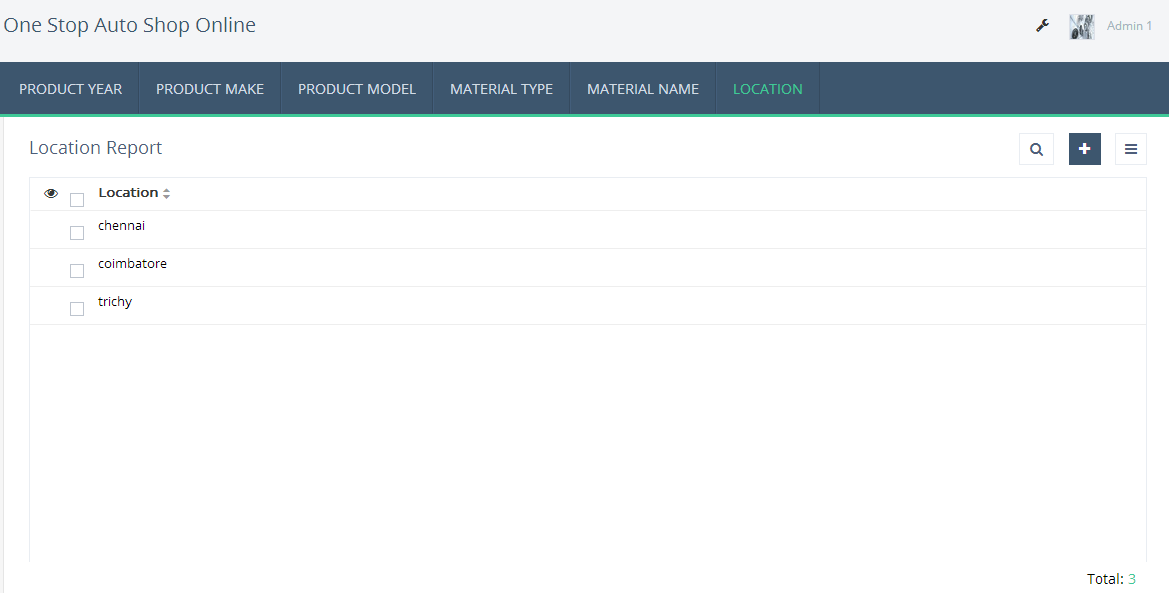 One Stop Auto Shop Online
Admin 1
PRODUCT YEAR PRODUCT MAKE PRODUCT MODEL MATERIAL TYPE MATERIAL NAME LOCATION
Location Report
Location
chennai
coimbatore
trichy
Total: 3